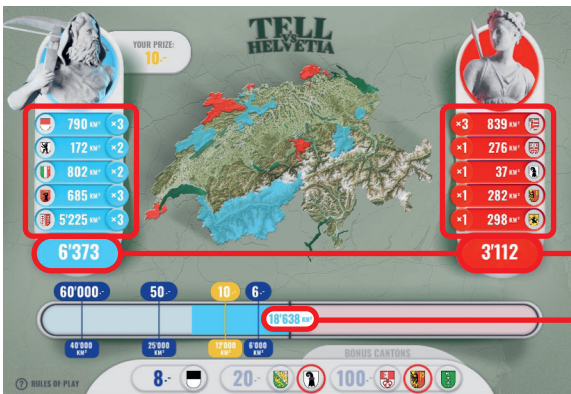 TELL
VS
HELVETIA
YOUR PRIZE:
10.-
790 KM² ×3
172 KM² ×2
802 KM² ×2
685 KM² ×3
5'225 KM² ×3
6'373
×3 839 KM²
×1 276 KM²
×1 37 KM²
×1 282 KM²
×1 298 KM²
3'112
60'000.- 50.- 10.- 6.-
18'638 KM²
40'000 KM² 25'000 KM² 12'000 KM² 6'000 KM²
BONUS CANTONS
8.- 20.- 100.-
? RULES OF PLAY